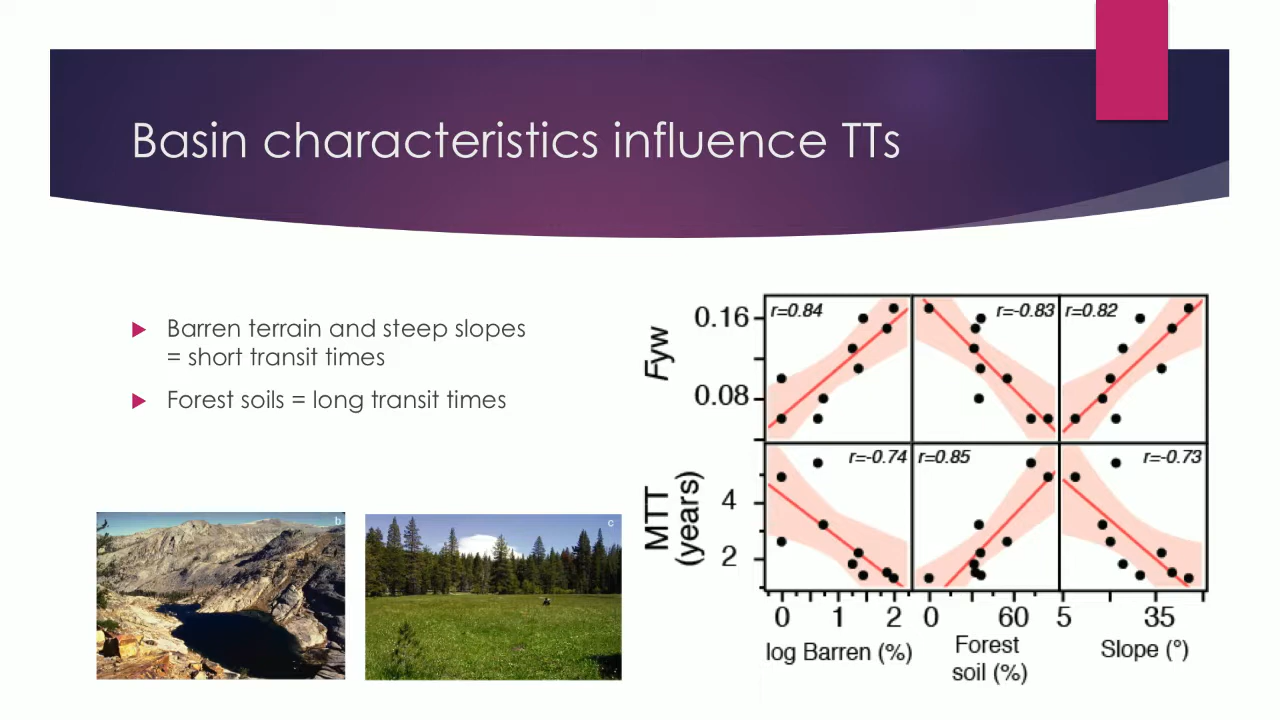 Basin characteristics influence TTs
Barren terrain and steep slopes
= short transit times
Forest soils = long transit times
b
c
Fyw
0.16
0.08
r=0.84
r=-0.83
r=0.82
MTT
(years)
4
2
r=-0.74
r=0.85
r=-0.73
0 1 2
0 60
5 35
log Barren (%)
Forest
soil (%)
Slope (°)